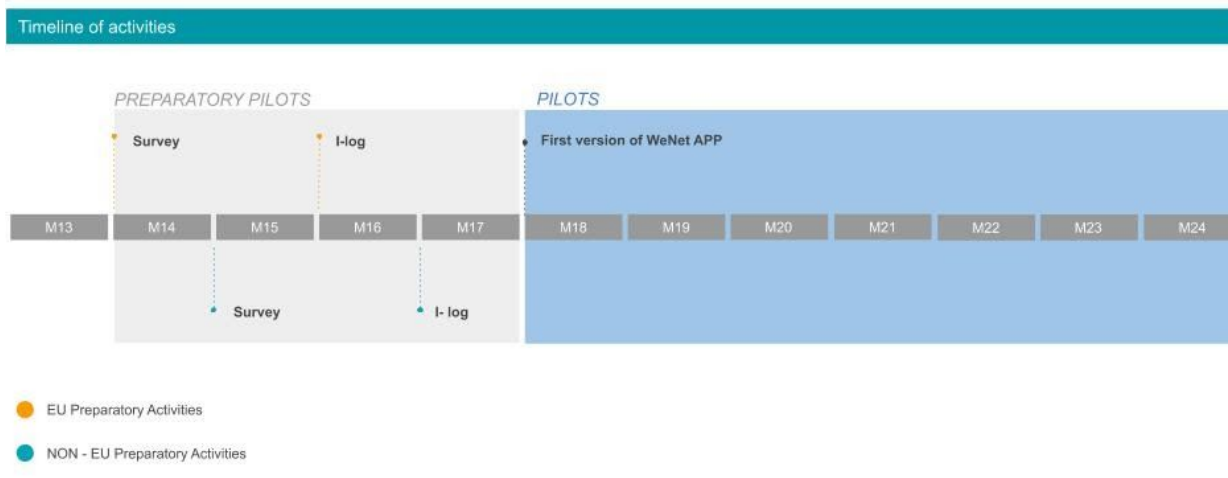 Timeline of activities
PREPARATORY PILOTS PILOTS
Survey I-log First version of WeNet APP
M13 M14 M15 M16 M17 M18 M19 M20 M21 M22 M23 M24
Survey I- log
EU Preparatory Activities
NON - EU Preparatory Activities